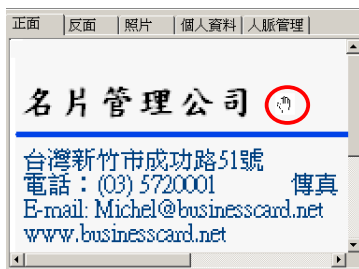 正面 反面 照片 個人資料 人脈管理
名片管理公司
台灣新竹市成功路51號
電話：(03) 5720001 傳真
E-mail: Michel@businesscard.net
www.businesscard.net